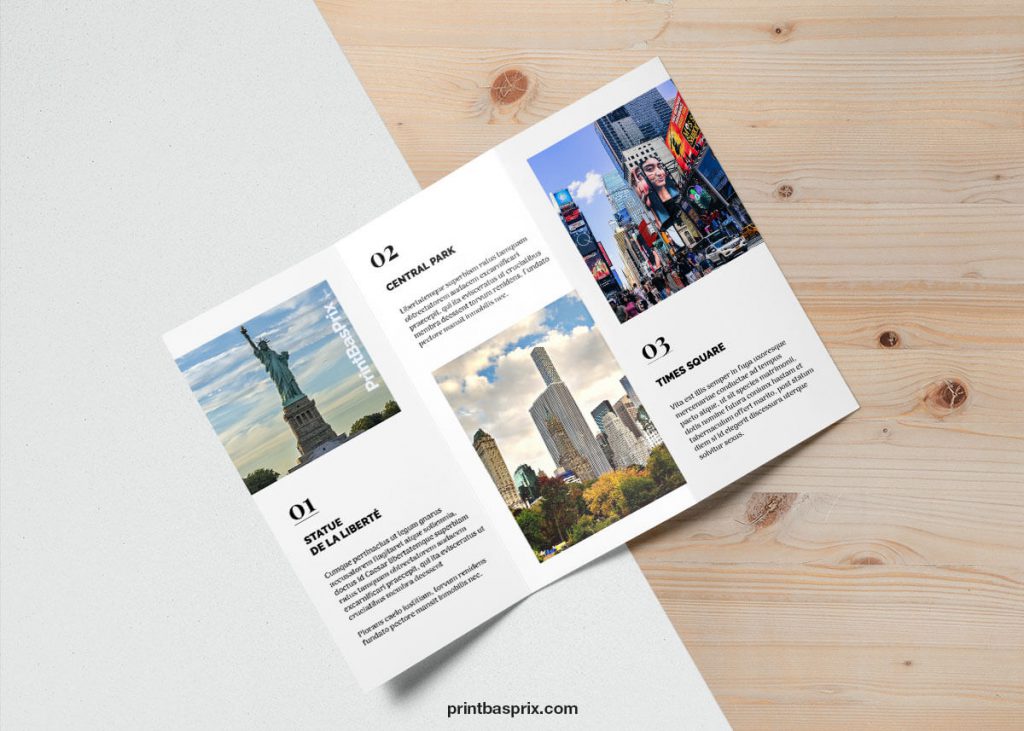 PrintBasPrix+
01
STATUE
DE LA LIBERTÉ
Cumque pertinacius ut legum gnarus
accusatorem flagitaret atque sollemnia,
doctus id Caesar libertatemque superbiam
ratus tamquam obtrectatorem audacem
excarnificari praecepit, qui ita evisceratus ut
cruciatibus membra deessent
Plorans caelo iustitiam, torvum renidens
fundato pectore mansit inmobilis nec.
02
CENTRAL PARK
Libertatemque superbiam ratus tamquam
obtrectatorem audacem excarnificari
praecepit, qui ita evisceratus ut cruciatibus
membra deessent torvum renidens. Fundato
pectore mansit inmobilis nec.
03
TIMES SQUARE
Vita est illis semper in fuga uxoresque
mercenariae conductae ad tempus
pacto atque, ut sit species matrimonii,
dotis nomine futura coniunx hastam et
tabernaculum offert marito, post statum
diem si id elegerit discessura uterque
solvitur sexus.
printbasprix.com